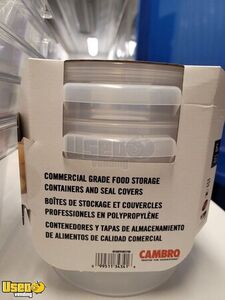 COMMERCIAL GRADE FOOD STORAGE
CONTAINERS AND SEAL COVERS
BOÎTES DE STOCKAGE ET COUVERCLES
PROFESSIONNELS EN POLYPROPYLÈNE
CONTENEDORES Y TAPAS DE ALMACENAMIENTO
DE ALIMENTOS DE CALIDAD COMERCIAL
CAMBRO